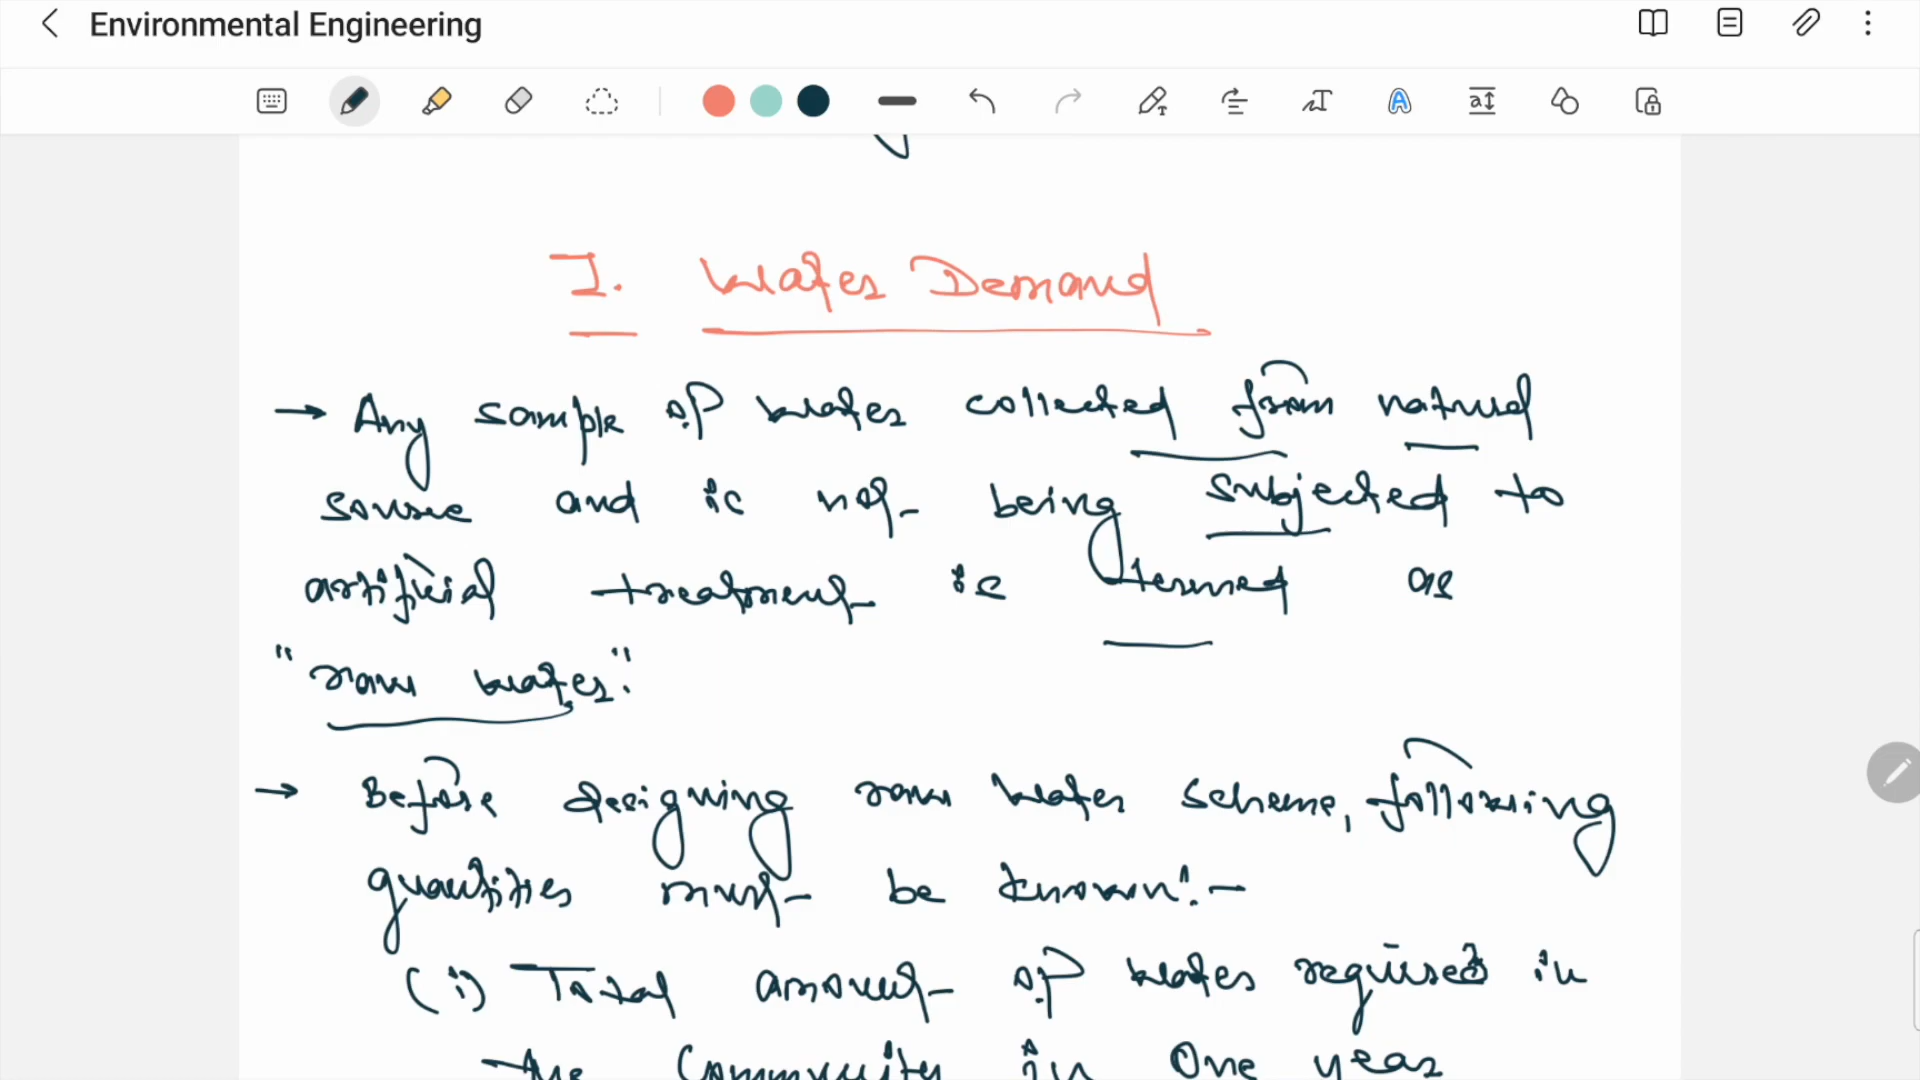 Environmental Engineering
I. Water Demand
→ Any sample of water collected from natural
source and is not being subjected to
artificial treatment is termed as
"raw water."
→ Before designing raw water scheme, following
quantities must be known:-
(i) Total amount of water required in
the Community in One year